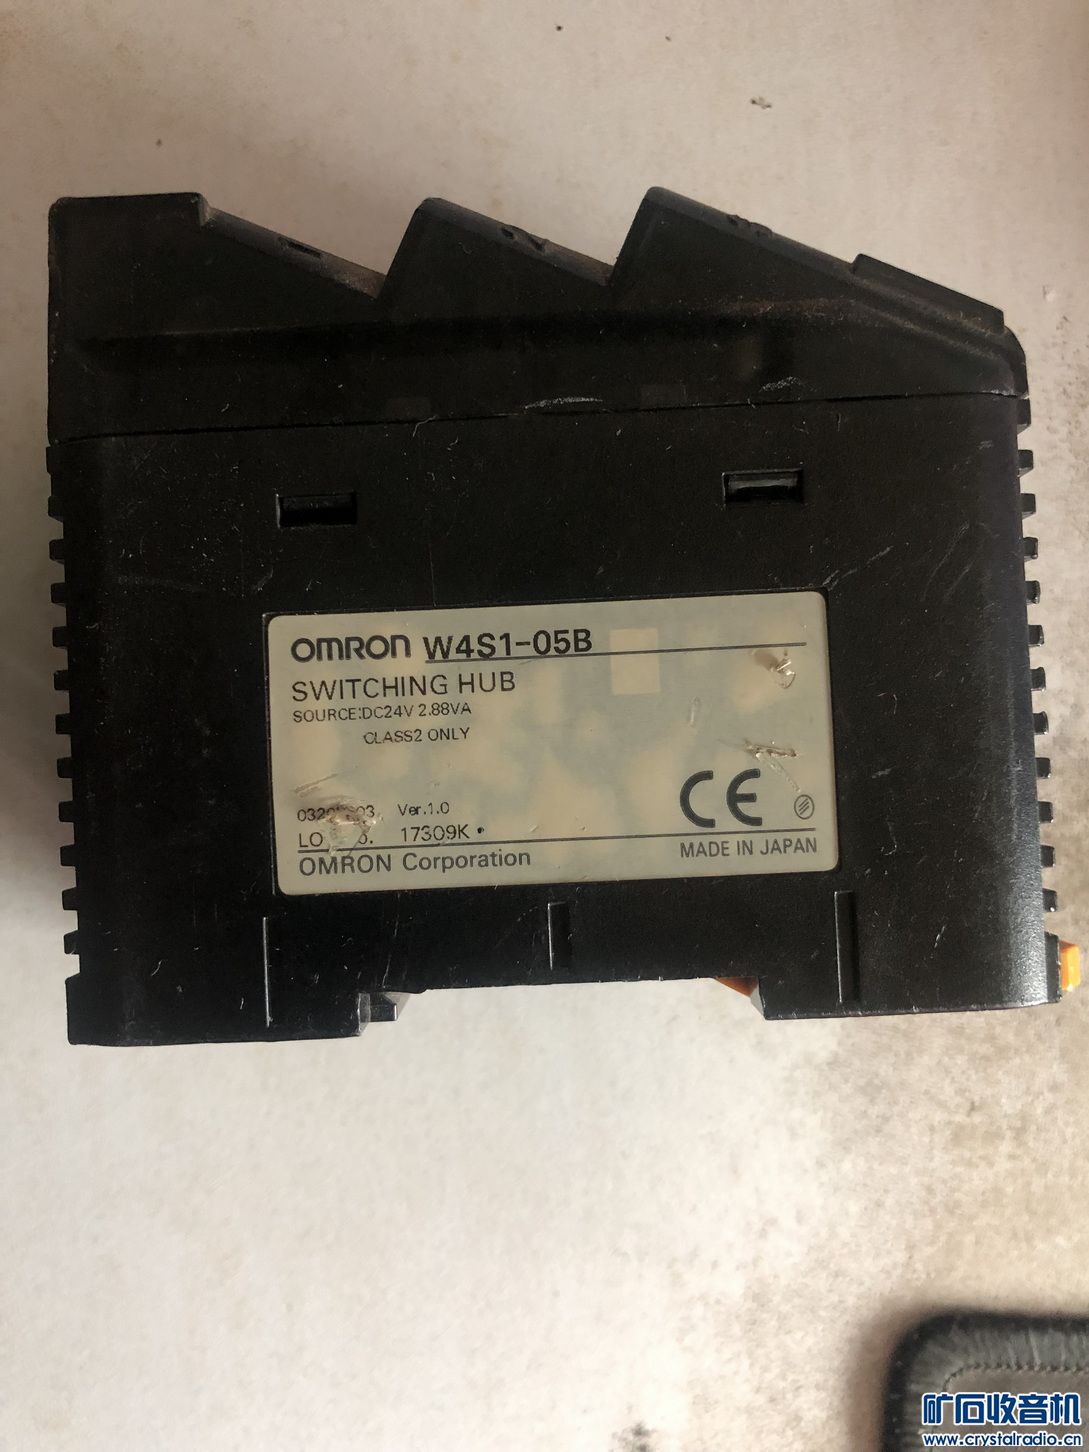 OMRON W4S1-05B
SWITCHING HUB
SOURCE:DC24V 2.88VA
CLASS2 ONLY
Ver.1.0
17309K
CE
OMRON Corporation
MADE IN JAPAN
矿石收音机
www.crystalradio.cn